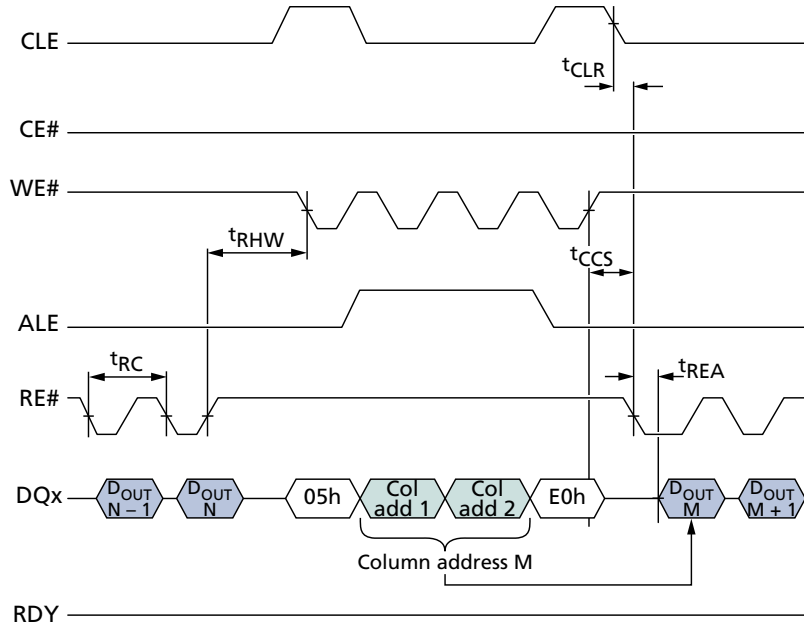 CLE
tCLR
CE#
WE#
tRHW
tCCS
ALE
tRC
tREA
RE#
DQx
DOUT
N – 1
DOUT
N
05h
Col
add 1
Col
add 2
E0h
DOUT
M
DOUT
M + 1
Column address M
RDY